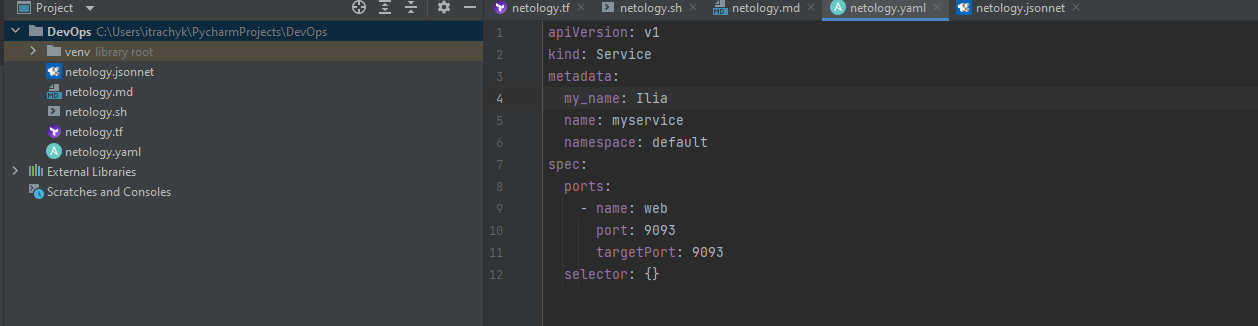 Project
DevOps C:\Users\itrachyk\PycharmProjects\DevOps
venv library root
netology.jsonnet
netology.md
netology.sh
netology.tf
netology.yaml
External Libraries
Scratches and Consoles
netology.tf netology.sh netology.md netology.yaml netology.jsonnet
1 apiVersion: v1
2 kind: Service
3 metadata:
4   my_name: Ilia
5   name: myservice
6   namespace: default
7 spec:
8   ports:
9     - name: web
10       port: 9093
11       targetPort: 9093
12   selector: {}